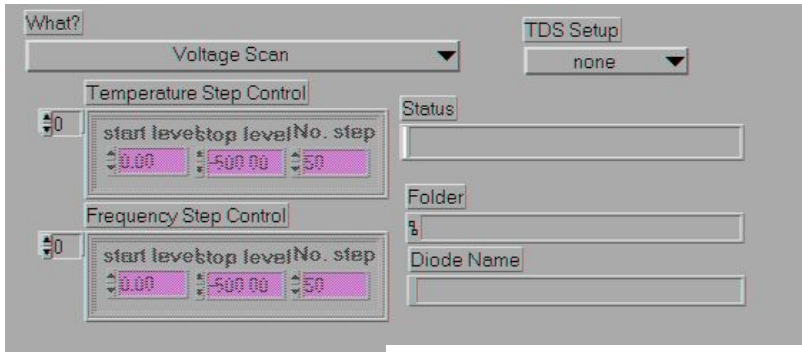 What?
Voltage Scan
TDS Setup
none
Temperature Step Control
0
start level stop level No. step
0.00 -500.00 50
Status
Frequency Step Control
0
start level stop level No. step
0.00 -500.00 50
Folder
Diode Name